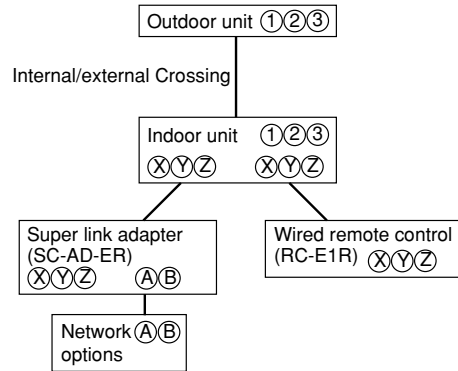 Outdoor unit ①②③
Internal/external Crossing
Indoor unit ①②③
ⓍⓎⓏ ⓍⓎⓏ
Super link adapter
(SC-AD-ER)
ⓍⓎⓏ ⒶⒷ
Wired remote control
(RC-E1R) ⓍⓎⓏ
Network ⒶⒷ
options